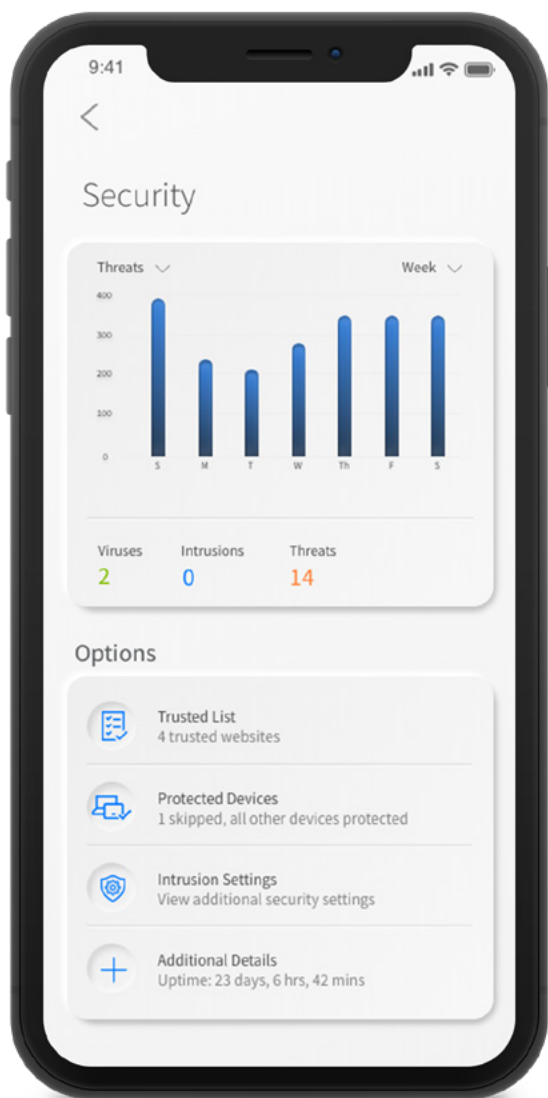 9:41
Security
Threats Week
400
300
200
100
0
S M T W Th F S
Viruses Intrusions Threats
2 0 14
Options
Trusted List
4 trusted websites
Protected Devices
1 skipped, all other devices protected
Intrusion Settings
View additional security settings
Additional Details
Uptime: 23 days, 6 hrs, 42 mins